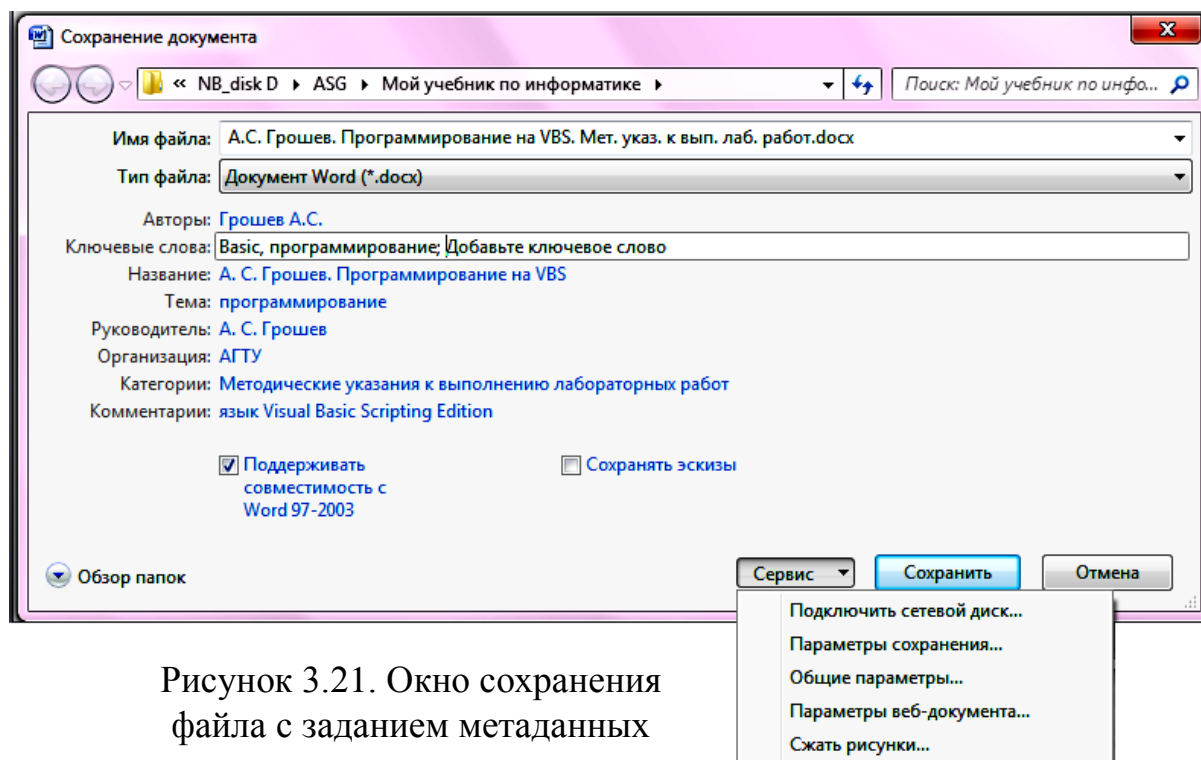 Сохранение документа
« NB_disk D ▸ ASG ▸ Мой учебник по информатике ▸
Поиск: Мой учебник по инфо...
Имя файла: А.С. Грошев. Программирование на VBS. Мет. указ. к вып. лаб. работ.docx
Тип файла: Документ Word (*.docx)
Авторы: Грошев А.С.
Ключевые слова: Basic, программирование; Добавьте ключевое слово
Название: А. С. Грошев. Программирование на VBS
Тема: программирование
Руководитель: А. С. Грошев
Организация: АГТУ
Категории: Методические указания к выполнению лабораторных работ
Комментарии: язык Visual Basic Scripting Edition
Поддерживать
совместимость с
Word 97-2003
Сохранять эскизы
Обзор папок
Сервис
Сохранить
Отмена
Подключить сетевой диск...
Параметры сохранения...
Общие параметры...
Параметры веб-документа...
Сжать рисунки...
Рисунок 3.21. Окно сохранения
файла с заданием метаданных